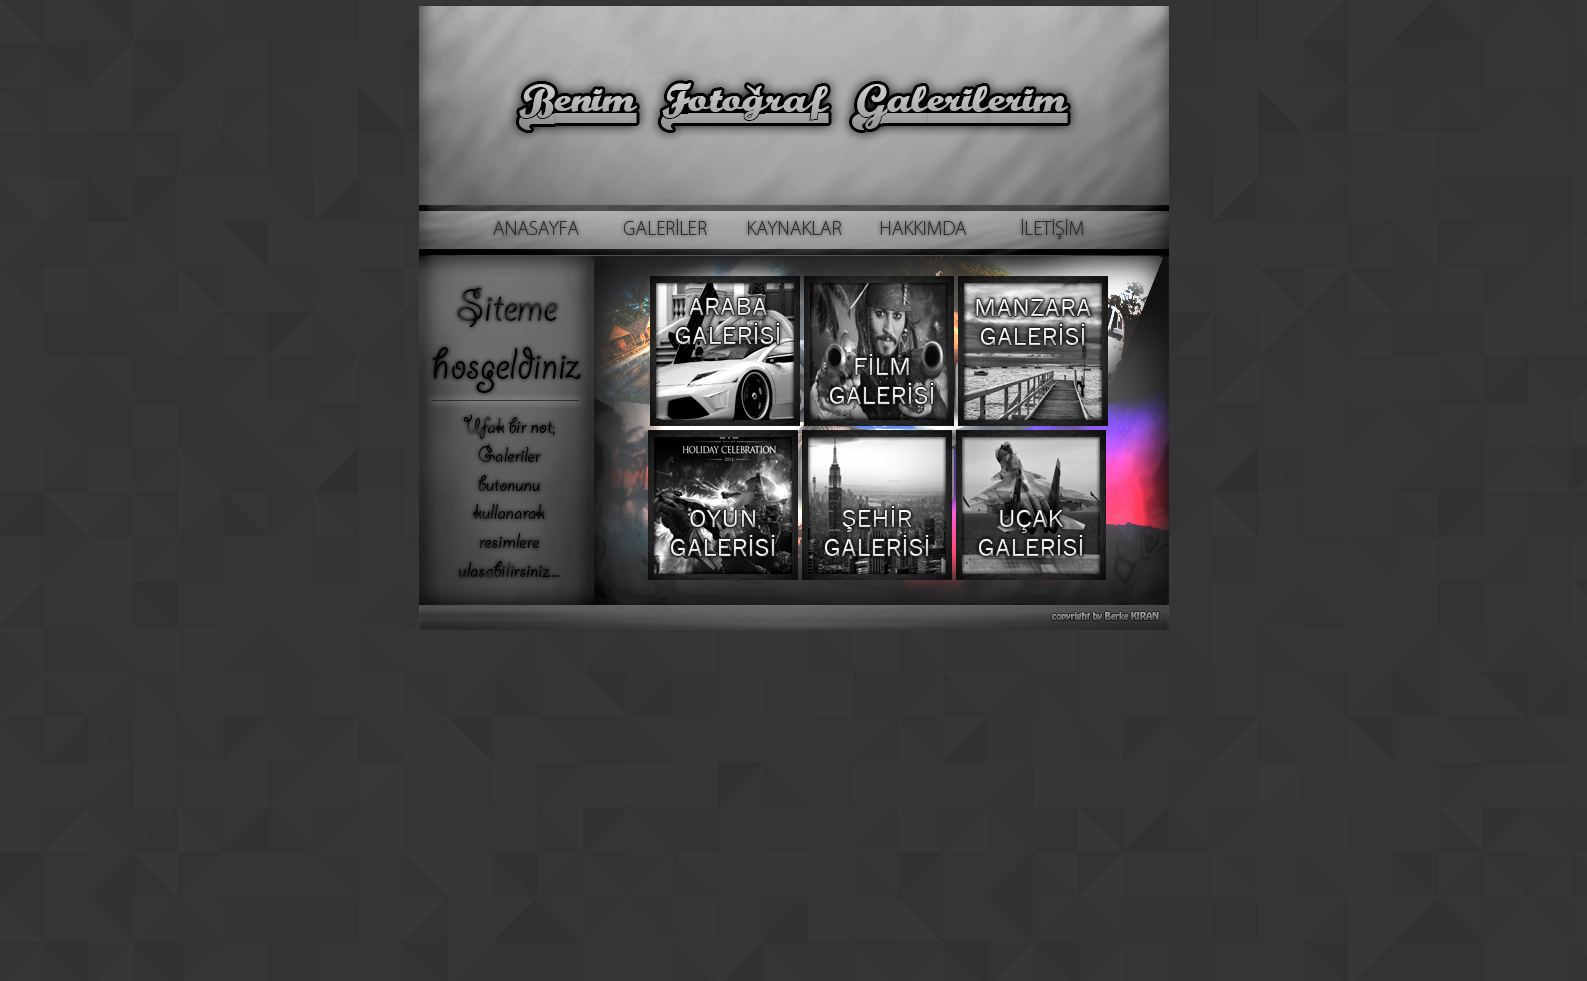 Benim Fotoğraf Galerilerim
ANASAYFA GALERİLER KAYNAKLAR HAKKIMDA İLETİŞİM
Şiteme
hosgeldiniz
Ufak bir not;
Galeriler
butonunu
kullanarak
resimlere
ulasabilirsiniz...
ARABA
GALERİSİ
FİLM
GALERİSİ
MANZARA
GALERİSİ
HOLIDAY CELEBRATION
2012
OYUN
GALERİSİ
ŞEHİR
GALERİSİ
UÇAK
GALERİSİ
copyright by Berke KIRAN